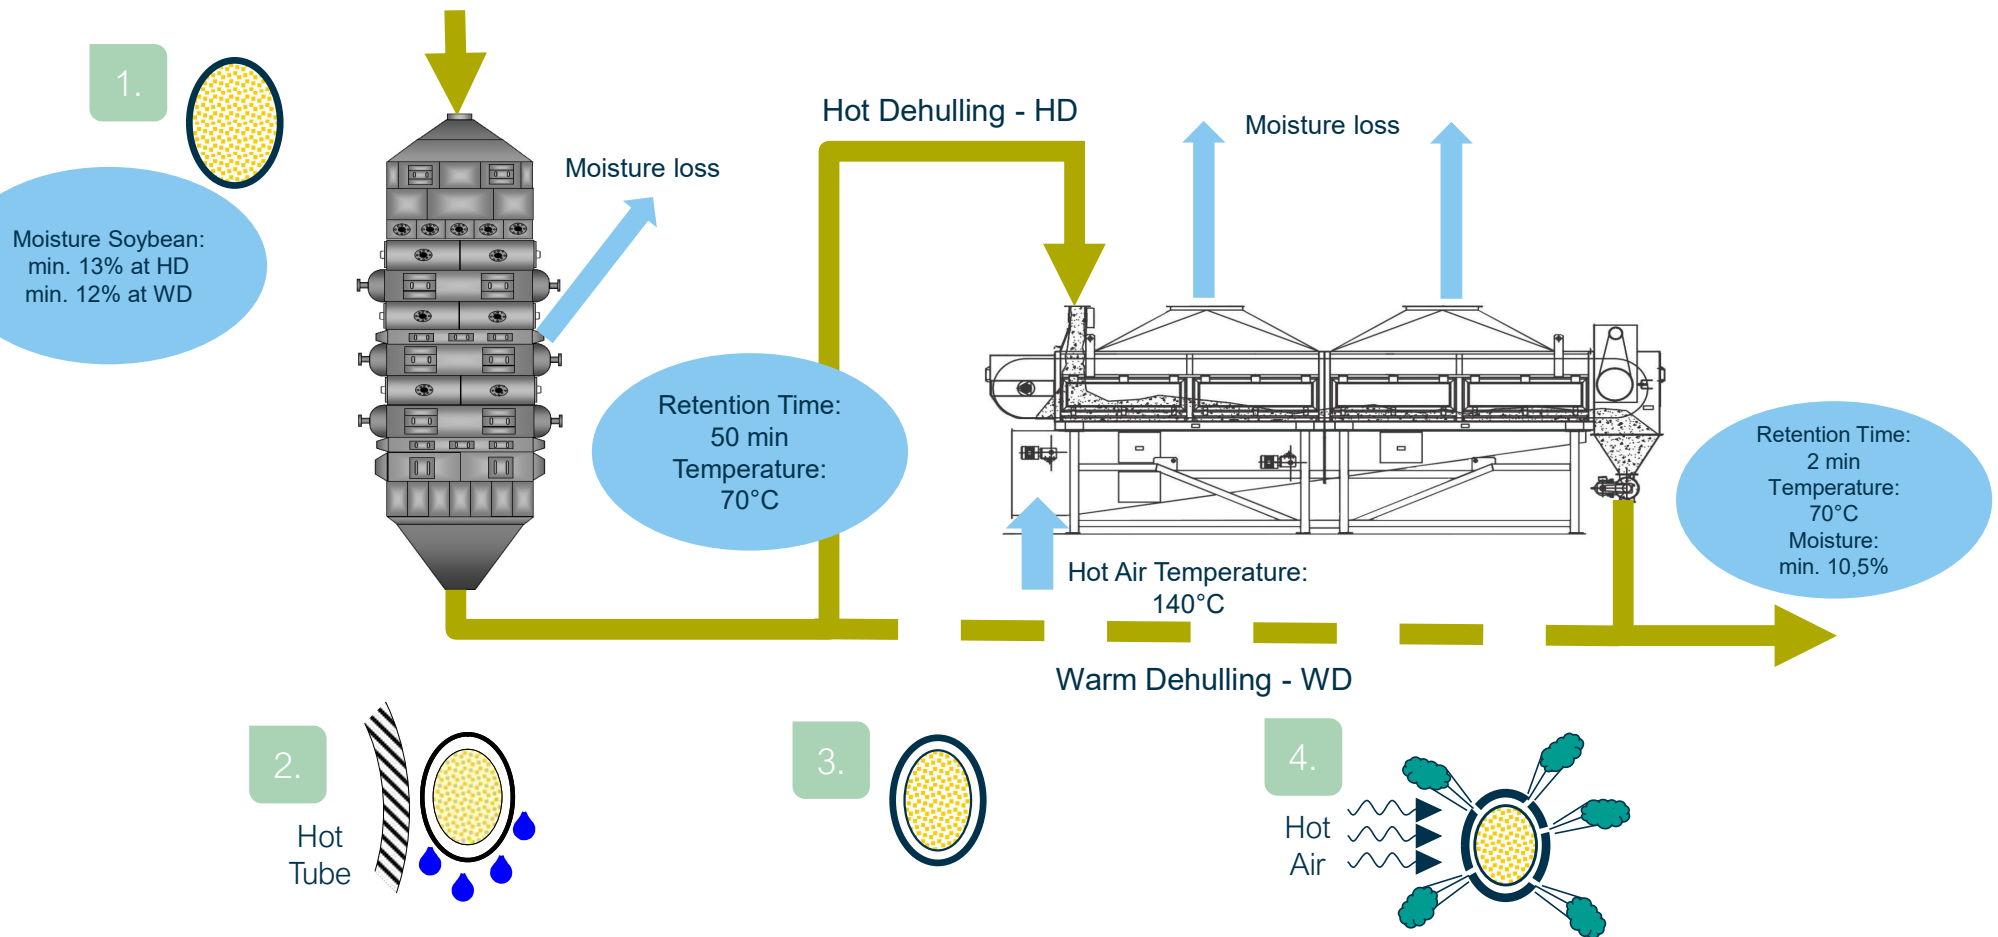 1.
Moisture Soybean:
min. 13% at HD
min. 12% at WD
Moisture loss
Hot Dehulling - HD
Moisture loss
Retention Time:
50 min
Temperature:
70°C
Hot Air Temperature:
140°C
Retention Time:
2 min
Temperature:
70°C
Moisture:
min. 10,5%
Warm Dehulling - WD
2.
Hot
Tube
3.
4.
Hot
Air